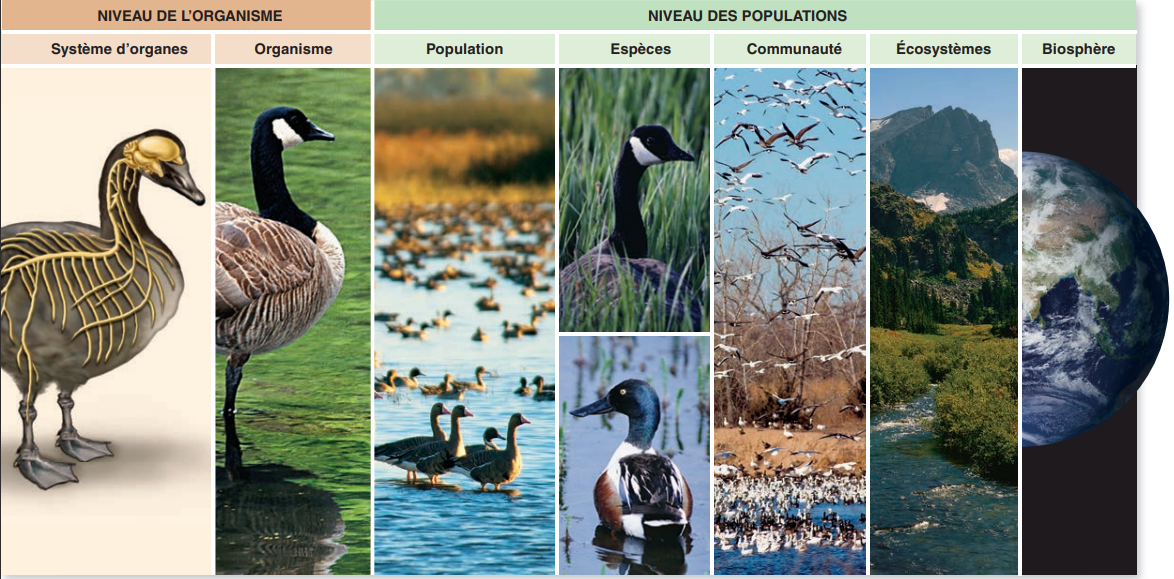 NIVEAU DE L'ORGANISME
NIVEAU DES POPULATIONS
Système d'organes
Organisme
Population
Espèces
Communauté
Écosystèmes
Biosphère